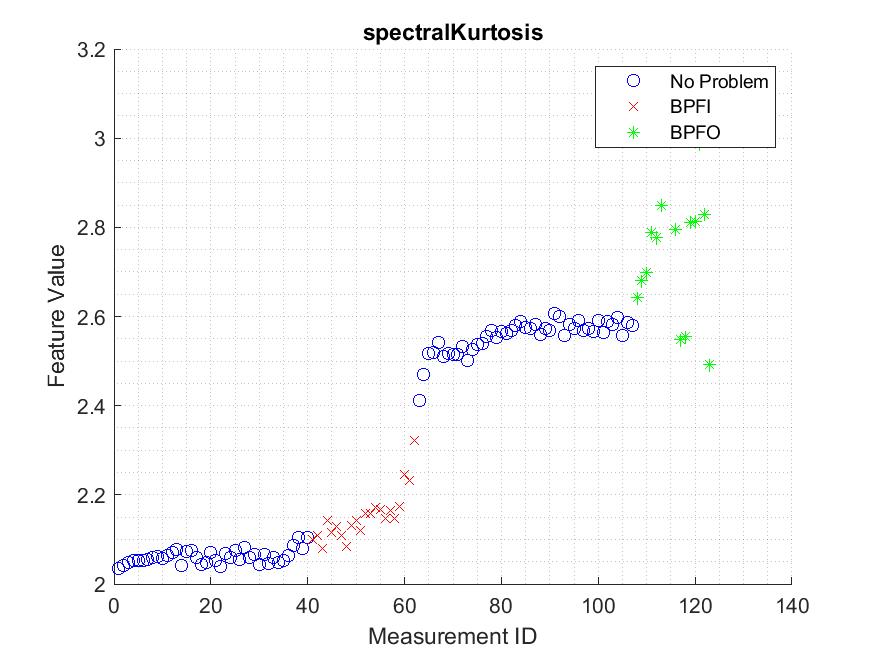 spectralKurtosis
3.2
3
2.8
2.6
2.4
2.2
2
Feature Value
No Problem
BPFI
BPFO
0 20 40 60 80 100 120 140
Measurement ID